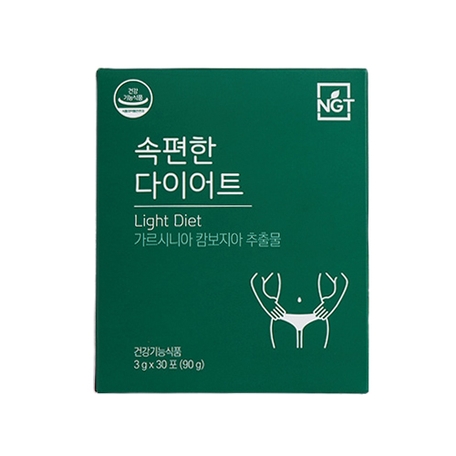 건강
기능식품
NGT
속편한
다이어트
Light Diet
가르시니아 캄보지아 추출물
건강기능식품
3 g x 30 포 (90 g)